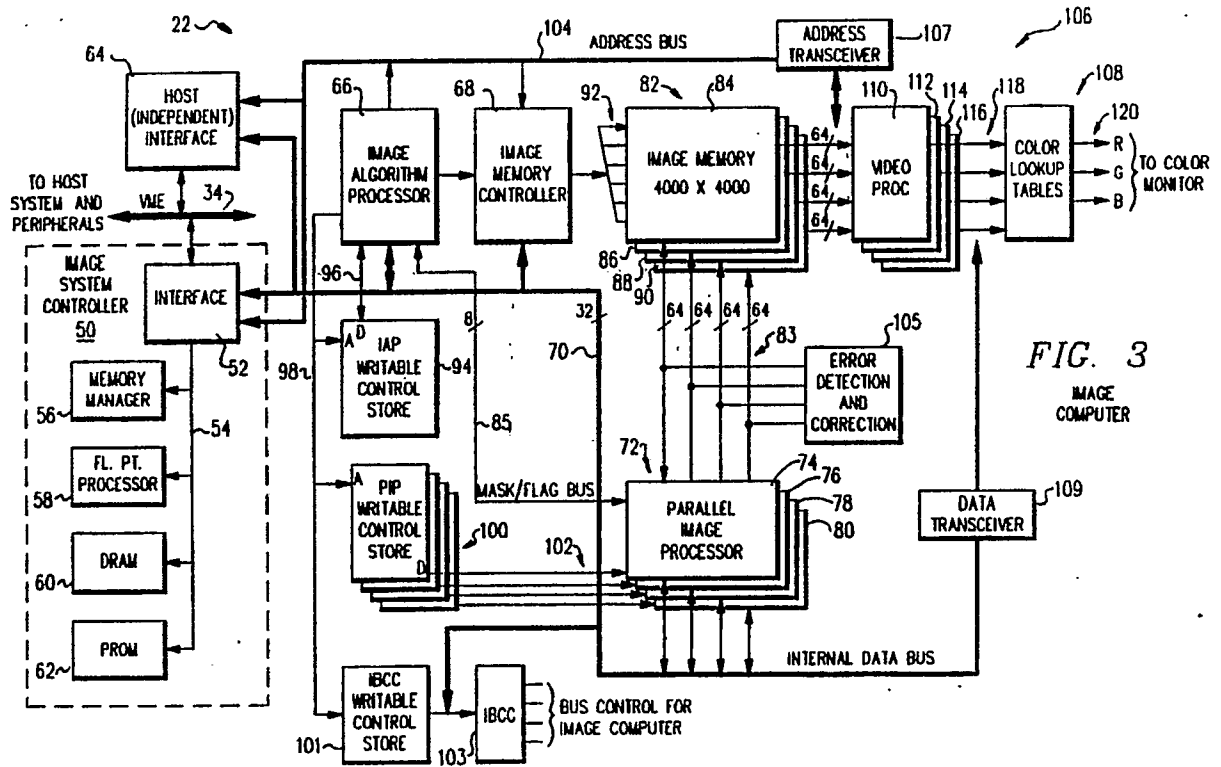 22
64
HOST
(INDEPENDENT)
INTERFACE
TO HOST
SYSTEM AND
PERIPHERALS
VME
34
IMAGE
SYSTEM
CONTROLLER
50
INTERFACE
52
MEMORY
MANAGER
56
54
FL. PT.
PROCESSOR
58
DRAM
60
PROM
62
104
ADDRESS BUS
ADDRESS
TRANSCEIVER
107
106
66
IMAGE
ALGORITHM
PROCESSOR
68
IMAGE
MEMORY
CONTROLLER
92
82
84
IMAGE MEMORY
4000 X 4000
86
88
90
64
64
64
64
110
112
114
116
VIDEO
PROC
118
108
COLOR
LOOKUP
TABLES
120
R
G
B
TO COLOR
MONITOR
96
98
A
D
IAP
WRITABLE
CONTROL
STORE
94
8
85
32
70
64
64
64
64
83
105
ERROR
DETECTION
AND
CORRECTION
FIG. 3
IMAGE
COMPUTER
A
PIP
WRITABLE
CONTROL
STORE
D
100
MASK/FLAG BUS
102
72
74
76
78
80
PARALLEL
IMAGE
PROCESSOR
DATA
TRANSCEIVER
109
INTERNAL DATA BUS
IBCC
WRITABLE
CONTROL
STORE
101
IBCC
103
BUS CONTROL FOR
IMAGE COMPUTER